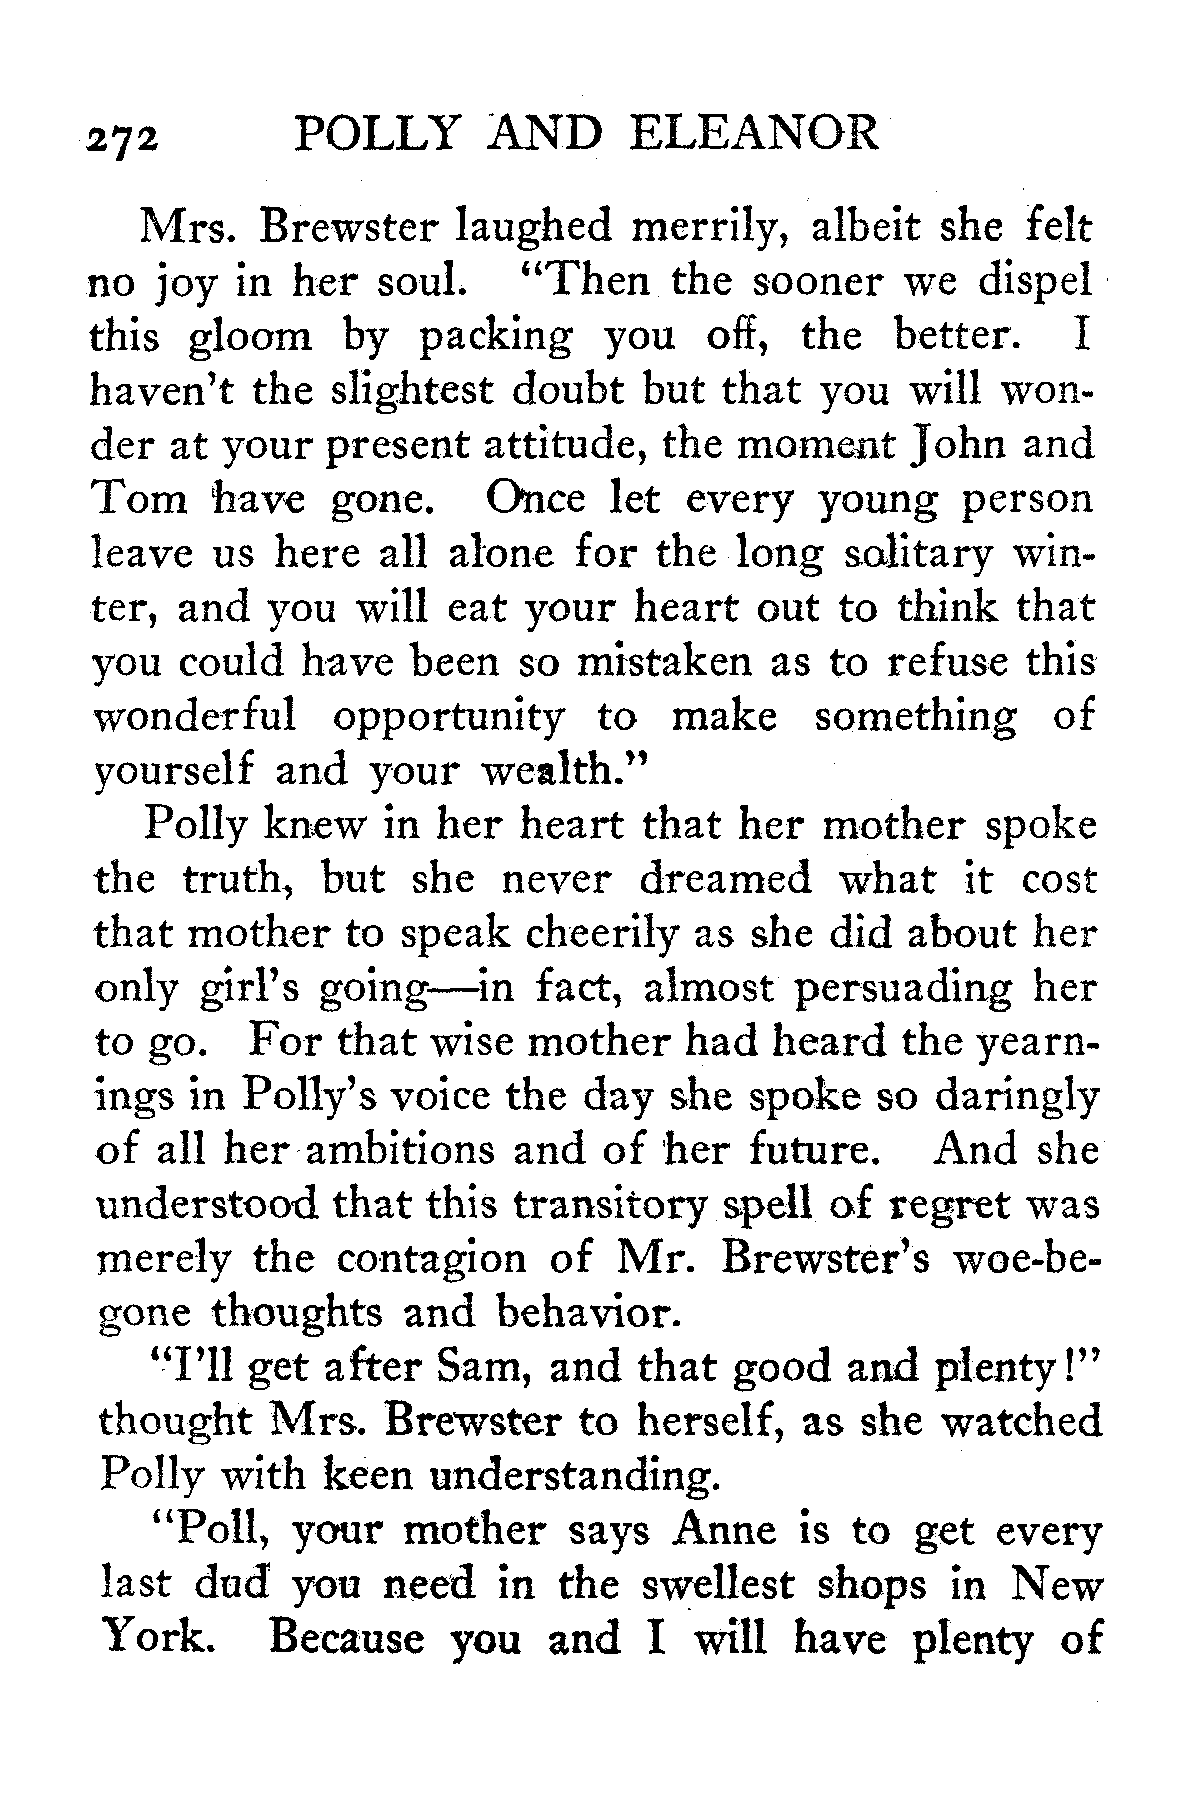 272 POLLY AND ELEANOR
Mrs. Brewster laughed merrily, albeit she felt
no joy in her soul. "Then the sooner we dispel
this gloom by packing you off, the better. I
haven't the slightest doubt but that you will won-
der at your present attitude, the moment John and
Tom have gone. Once let every young person
leave us here all alone for the long solitary win-
ter, and you will eat your heart out to think that
you could have been so mistaken as to refuse this
wonderful opportunity to make something of
yourself and your wealth."
Polly knew in her heart that her mother spoke
the truth, but she never dreamed what it cost
that mother to speak cheerily as she did about her
only girl's going—in fact, almost persuading her
to go. For that wise mother had heard the yearn-
ings in Polly's voice the day she spoke so daringly
of all her ambitions and of her future. And she
understood that this transitory spell of regret was
merely the contagion of Mr. Brewster's woe-be-
gone thoughts and behavior.
"I'll get after Sam, and that good and plenty!"
thought Mrs. Brewster to herself, as she watched
Polly with keen understanding.
"Poll, your mother says Anne is to get every
last dud you need in the swellest shops in New
York. Because you and I will have plenty of